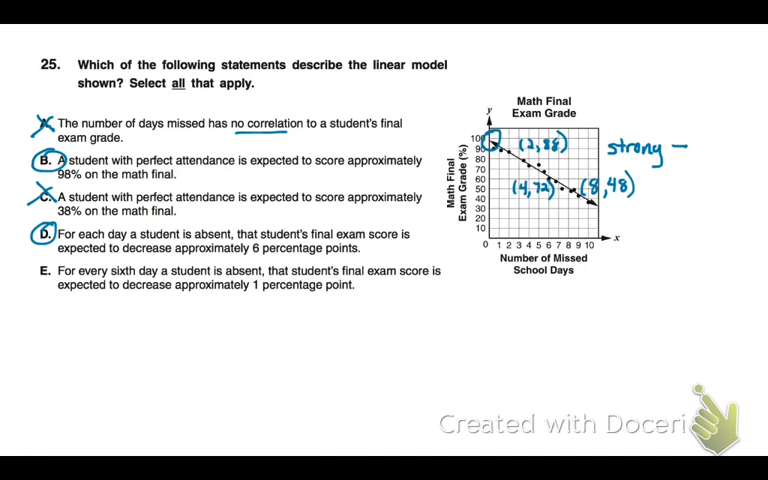 25. Which of the following statements describe the linear model
shown? Select all that apply.
A. The number of days missed has no correlation to a student's final
exam grade.
B. A student with perfect attendance is expected to score approximately
98% on the math final.
C. A student with perfect attendance is expected to score approximately
38% on the math final.
D. For each day a student is absent, that student's final exam score is
expected to decrease approximately 6 percentage points.
E. For every sixth day a student is absent, that student's final exam score is
expected to decrease approximately 1 percentage point.
Math Final
Exam Grade
y
100
90
80
70
60
50
40
30
20
10
0 1 2 3 4 5 6 7 8 9 10
x
Math Final
Exam Grade (%)
Number of Missed
School Days
(2, 88)
(4, 72)
(8, 48)
strong –
Created with Doceri